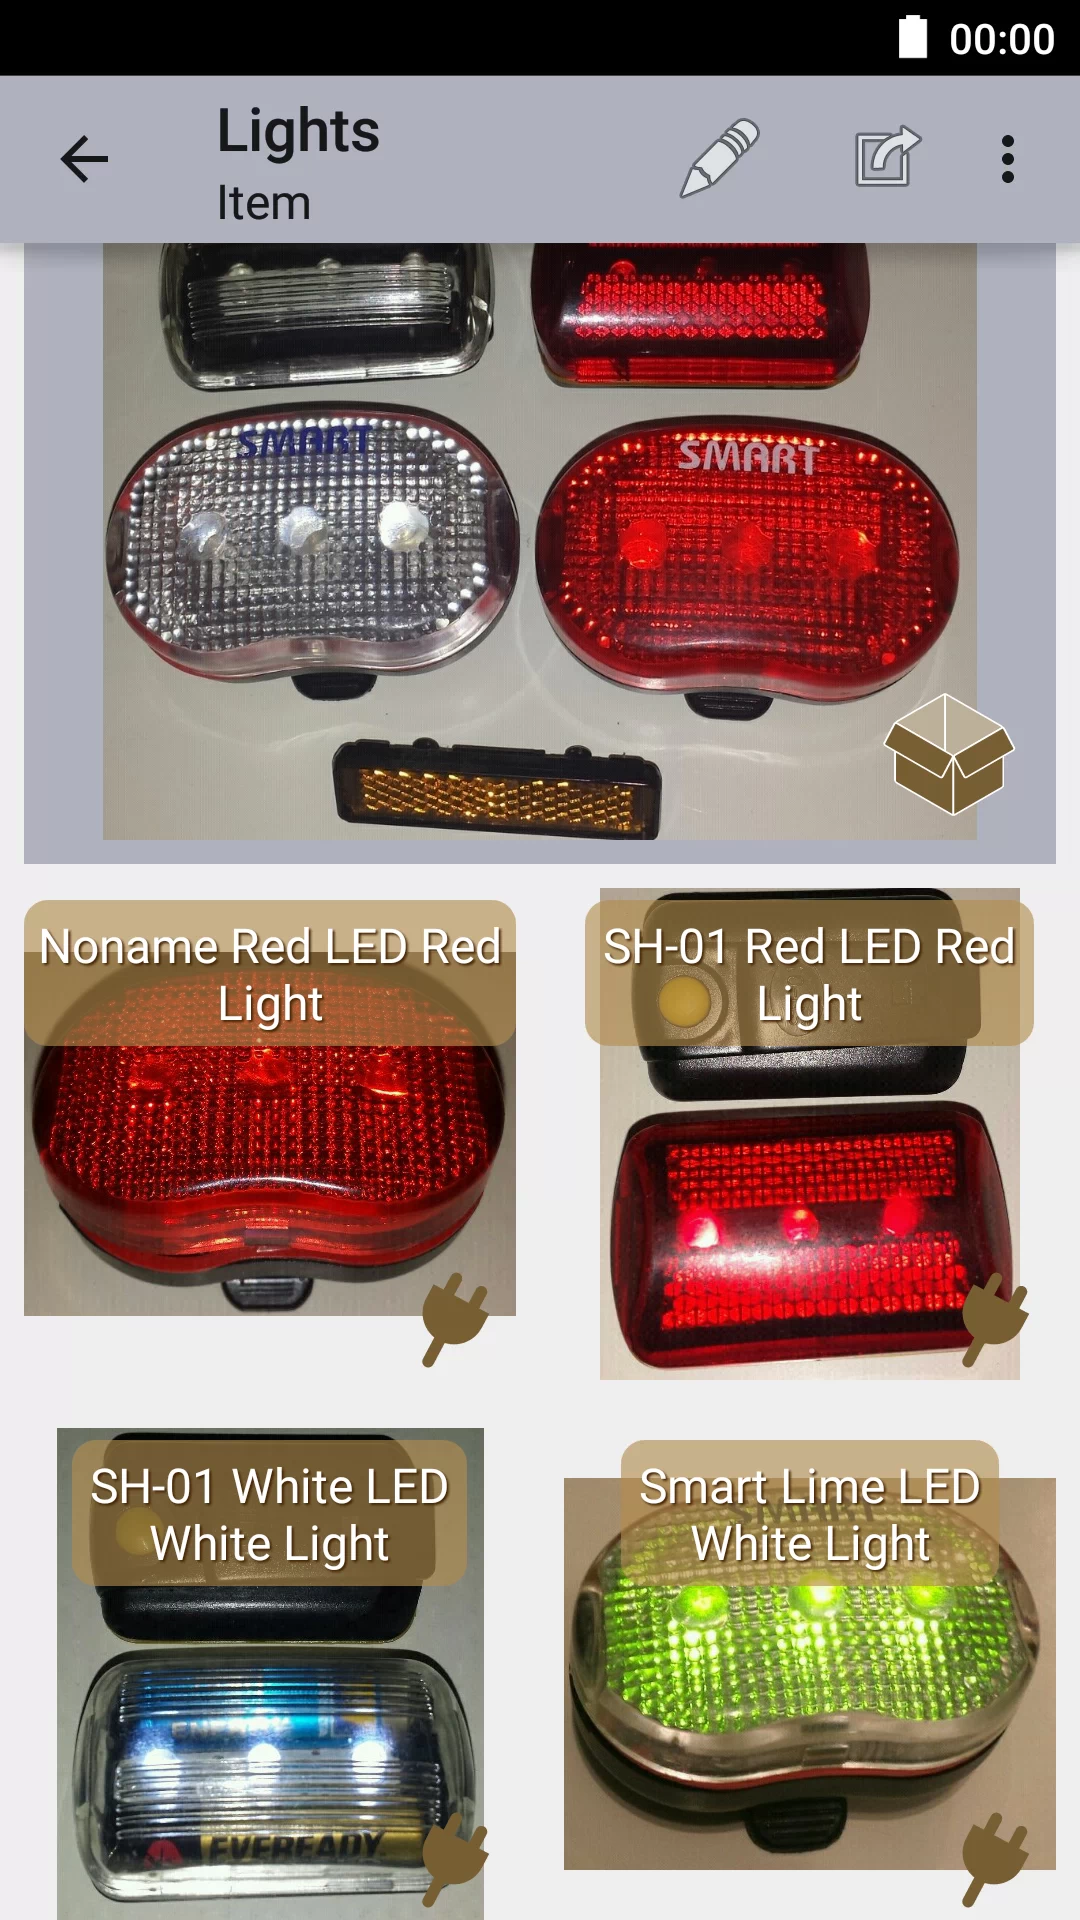 00:00
Lights
Item
SMART
SMART
Noname Red LED Red
Light
SH-01 Red LED Red
Light
SH-01 White LED
White Light
Smart Lime LED
White Light
SMART
EVEREADY